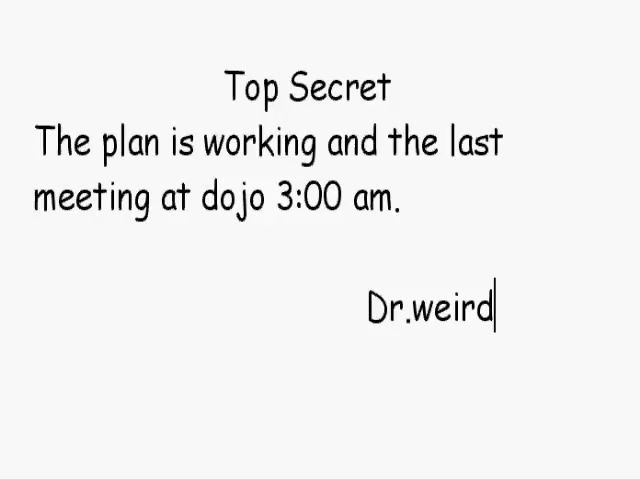 Top Secret
The plan is working and the last
meeting at dojo 3:00 am.
Dr.weird